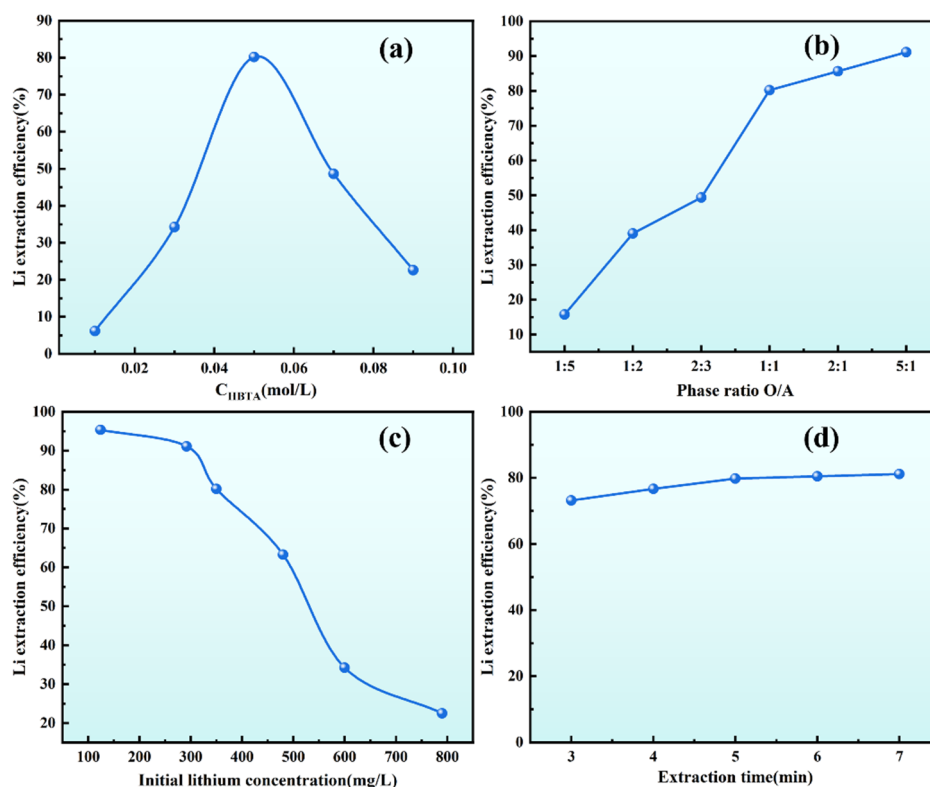 (a)
Li extraction efficiency(%)
90
80
70
60
50
40
30
20
10
0
0.02 0.04 0.06 0.08 0.10
C_HBTA(mol/L)
(b)
Li extraction efficiency(%)
100
90
80
70
60
50
40
30
20
10
1:5 1:2 2:3 1:1 2:1 5:1
Phase ratio O/A
(c)
Li extraction efficiency(%)
100
90
80
70
60
50
40
30
20
100 200 300 400 500 600 700 800
Initial lithium concentration(mg/L)
(d)
Li extraction efficiency(%)
100
80
60
40
20
0
3 4 5 6 7
Extraction time(min)